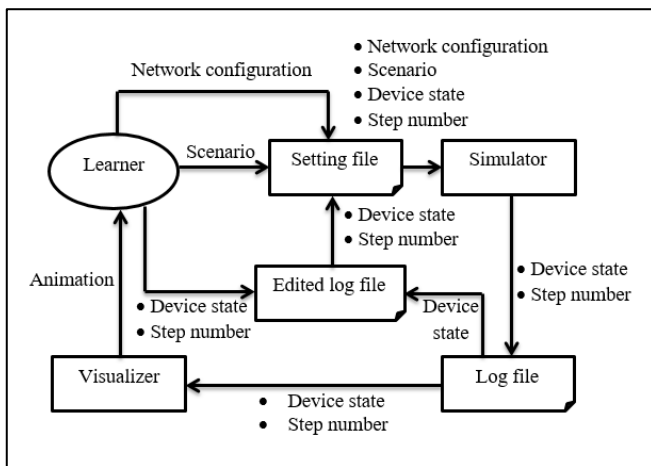 • Network configuration
• Scenario
• Device state
• Step number
Network configuration
Learner
Scenario
Setting file
Simulator
• Device state
• Step number
• Device state
• Step number
Animation
Edited log file
Device
state
• Device state
• Step number
Visualizer
Log file
• Device state
• Step number